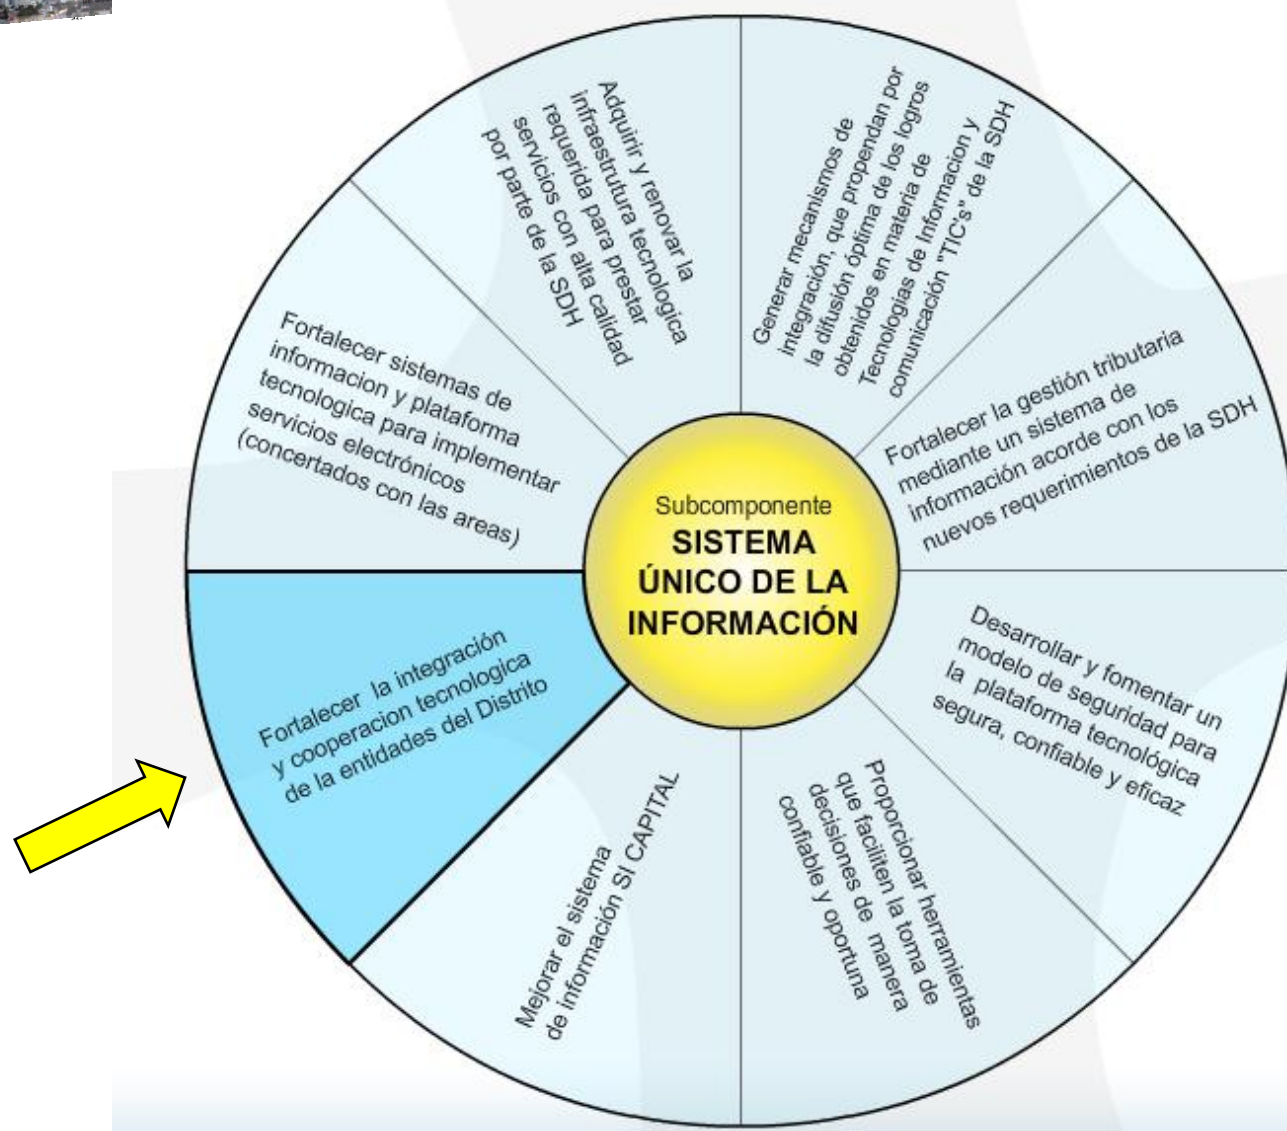 Adquirir y renovar la
infraestrutura tecnologica
requerida para prestar
servicios con alta calidad
por parte de la SDH
Generar mecanismos de
integración, que propendan por
la difusión óptima de los logros
obtenidos en materia de
Tecnologias de Informacion y
comunicación "TIC's" de la SDH
Fortalecer sistemas de
informacion y plataforma
tecnologica para implementar
servicios electrónicos
(concertados con las areas)
Fortalecer la gestión tributaria
mediante un sistema de
información acorde con los
nuevos requerimientos de la SDH
Subcomponente
SISTEMA
ÚNICO DE LA
INFORMACIÓN
Fortalecer la integración
y cooperacion tecnologica
de la entidades del Distrito
Desarrollar y fomentar un
modelo de seguridad para
la plataforma tecnológica
segura, confiable y eficaz
Mejorar el sistema
de información SI CAPITAL
Proporcionar herramientas
que faciliten la toma de
decisiones de manera
confiable y oportuna